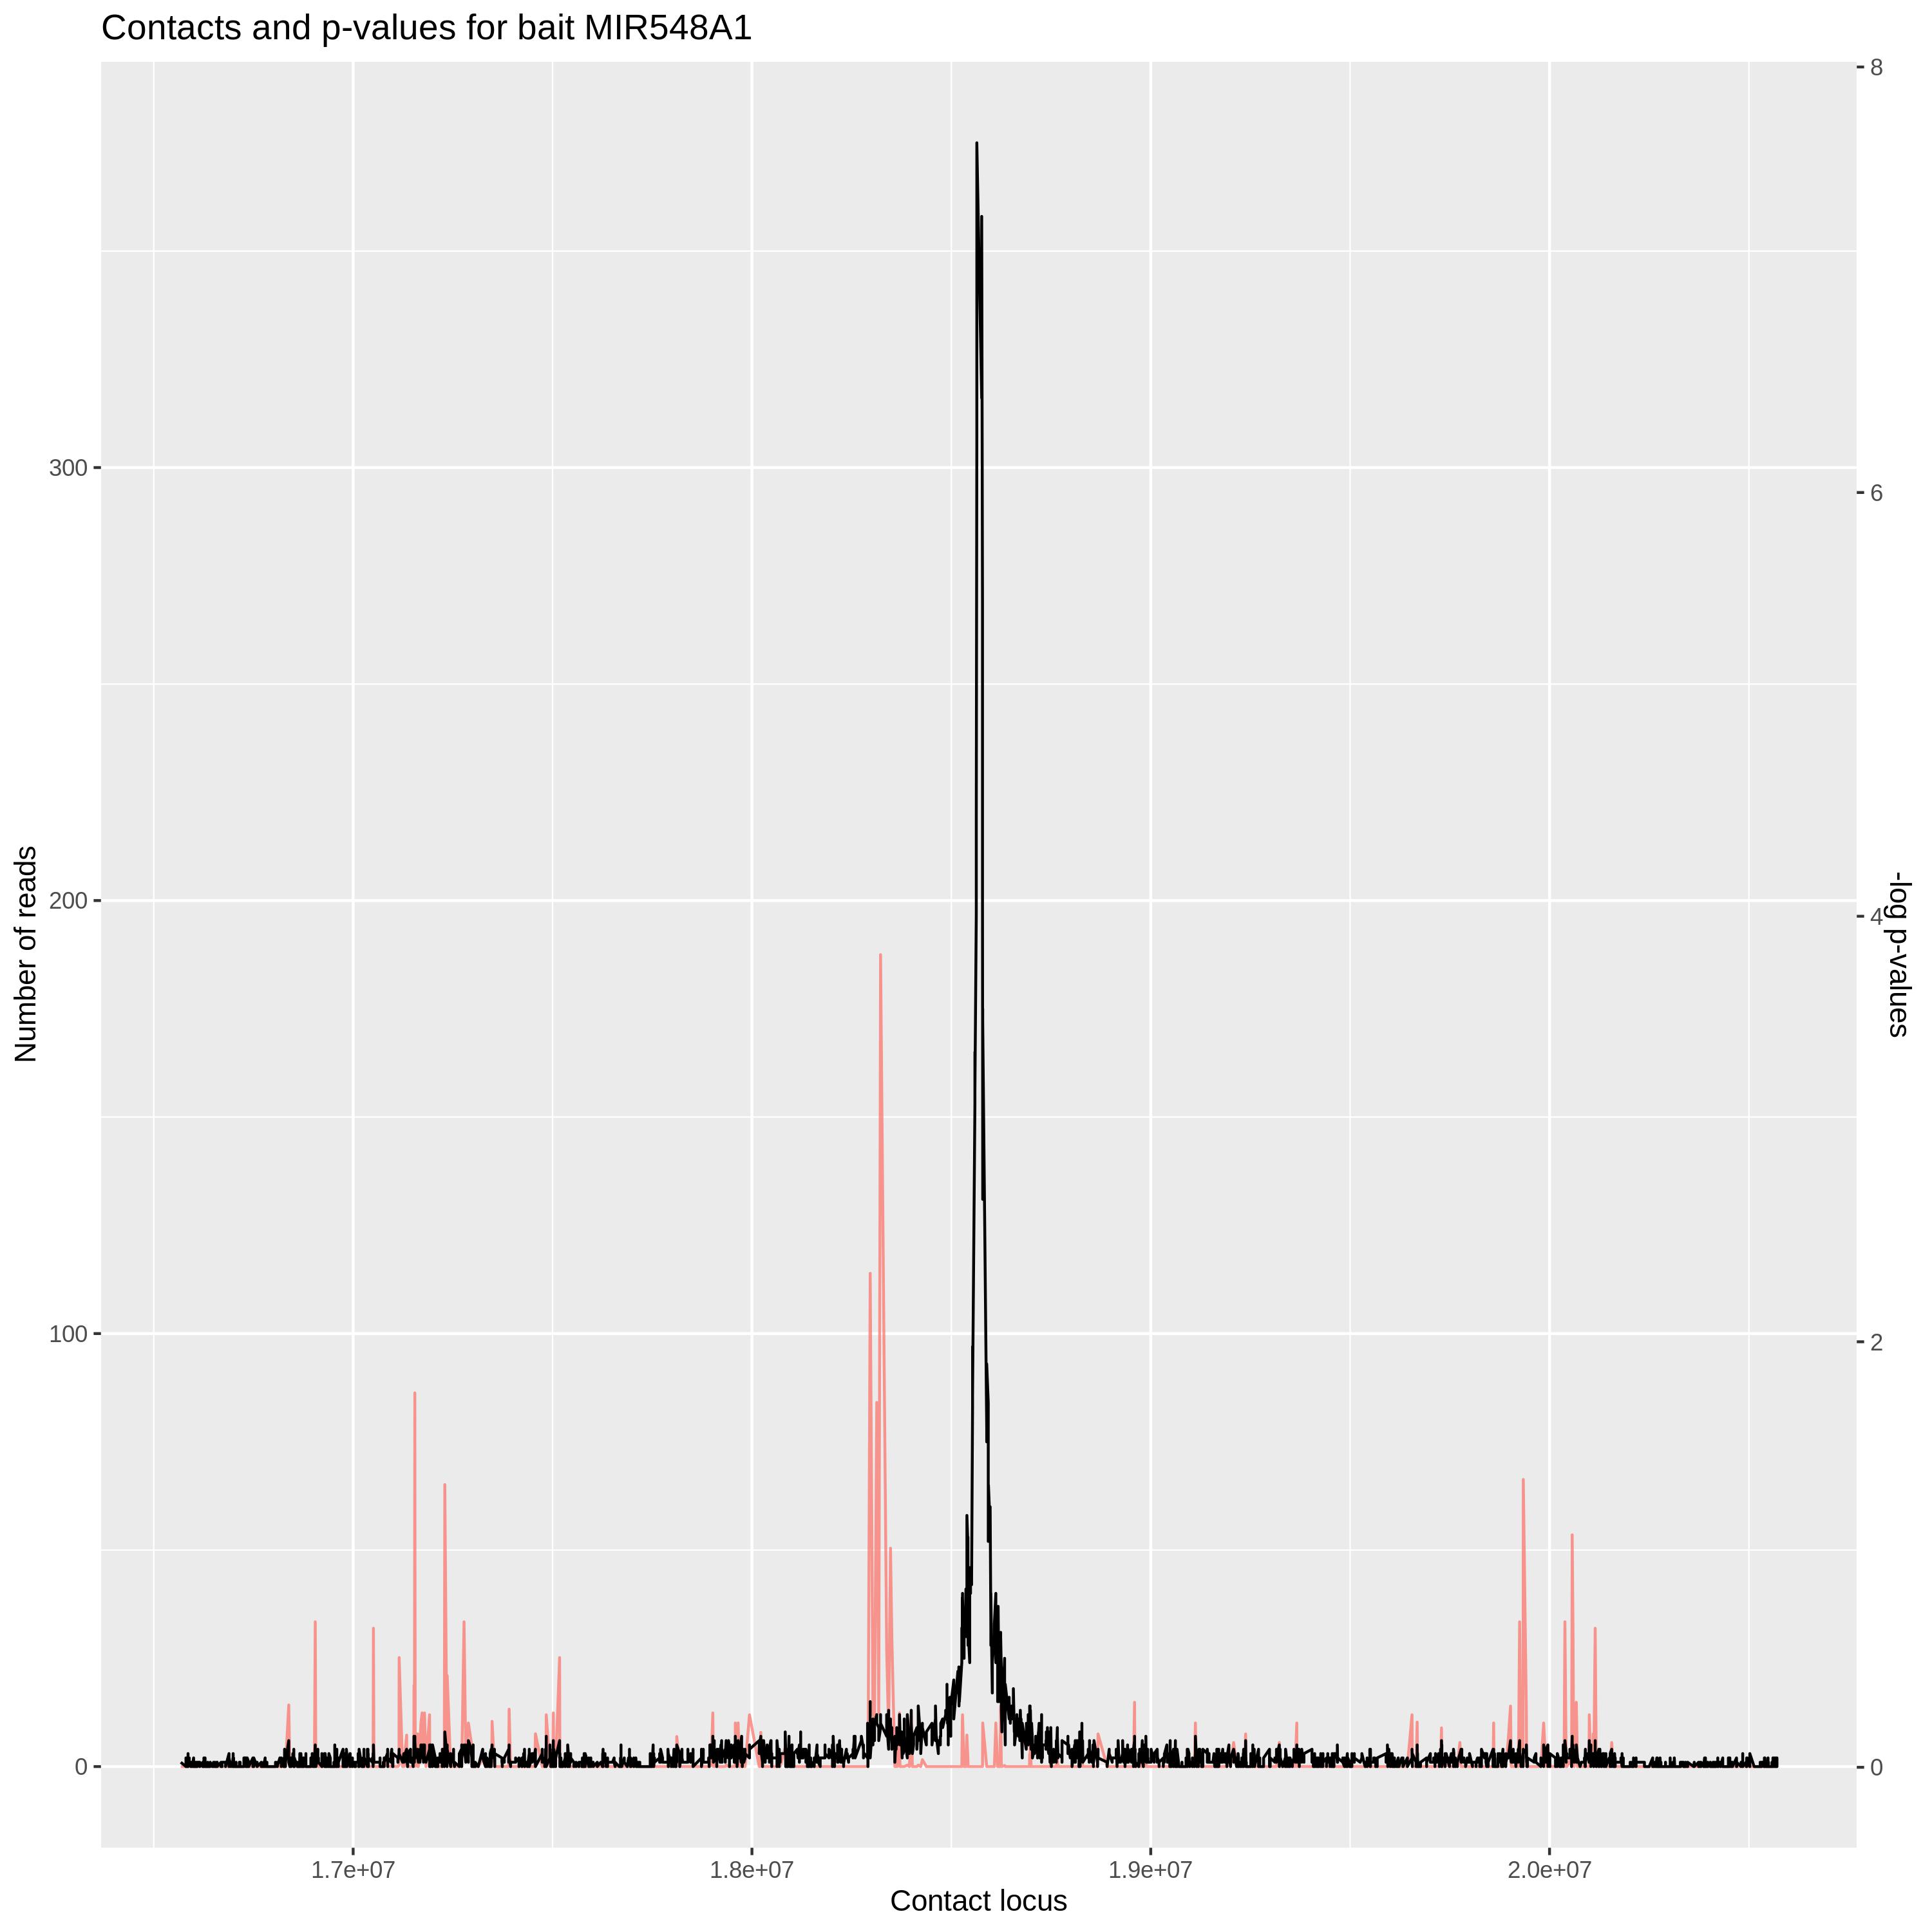 Contacts and p-values for bait MIR548A1
Number of reads
300
200
100
0
8
6
4
2
0
-log p-values
1.7e+07 1.8e+07 1.9e+07 2.0e+07
Contact locus